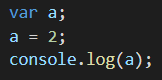 var a;
a = 2;
console.log(a);